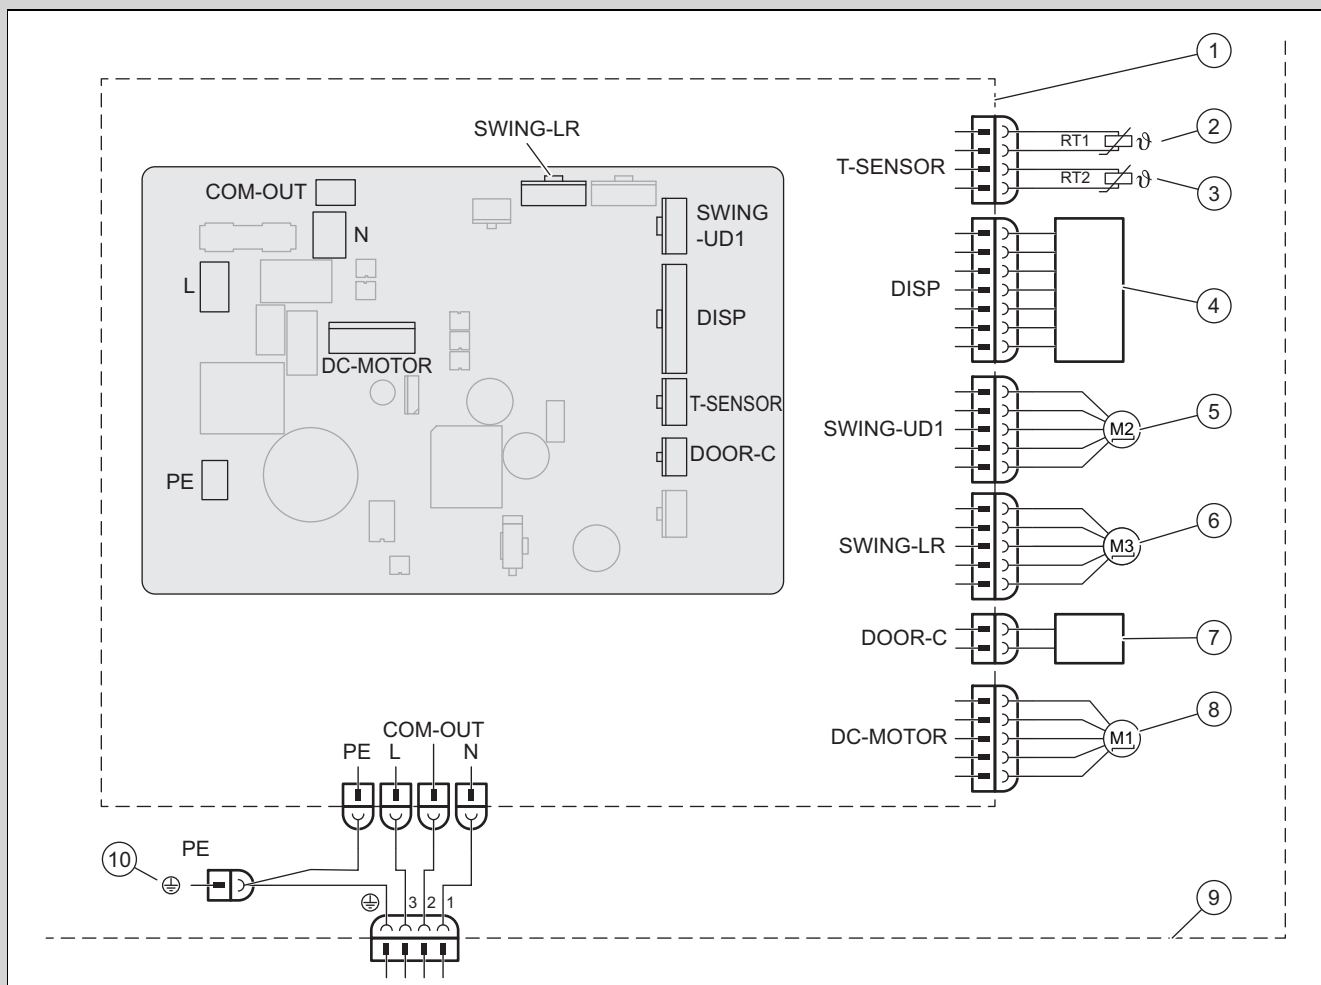 1
SWING-LR
2
RT1 ϑ
T-SENSOR
RT2 ϑ
3
COM-OUT
SWING
-UD1
N
L
DISP
4
DISP
DC-MOTOR
T-SENSOR
5
SWING-UD1
M2
DOOR-C
PE
6
SWING-LR
M3
DOOR-C
7
8
DC-MOTOR
M1
COM-OUT
PE L N
PE
10
3 2 1
9